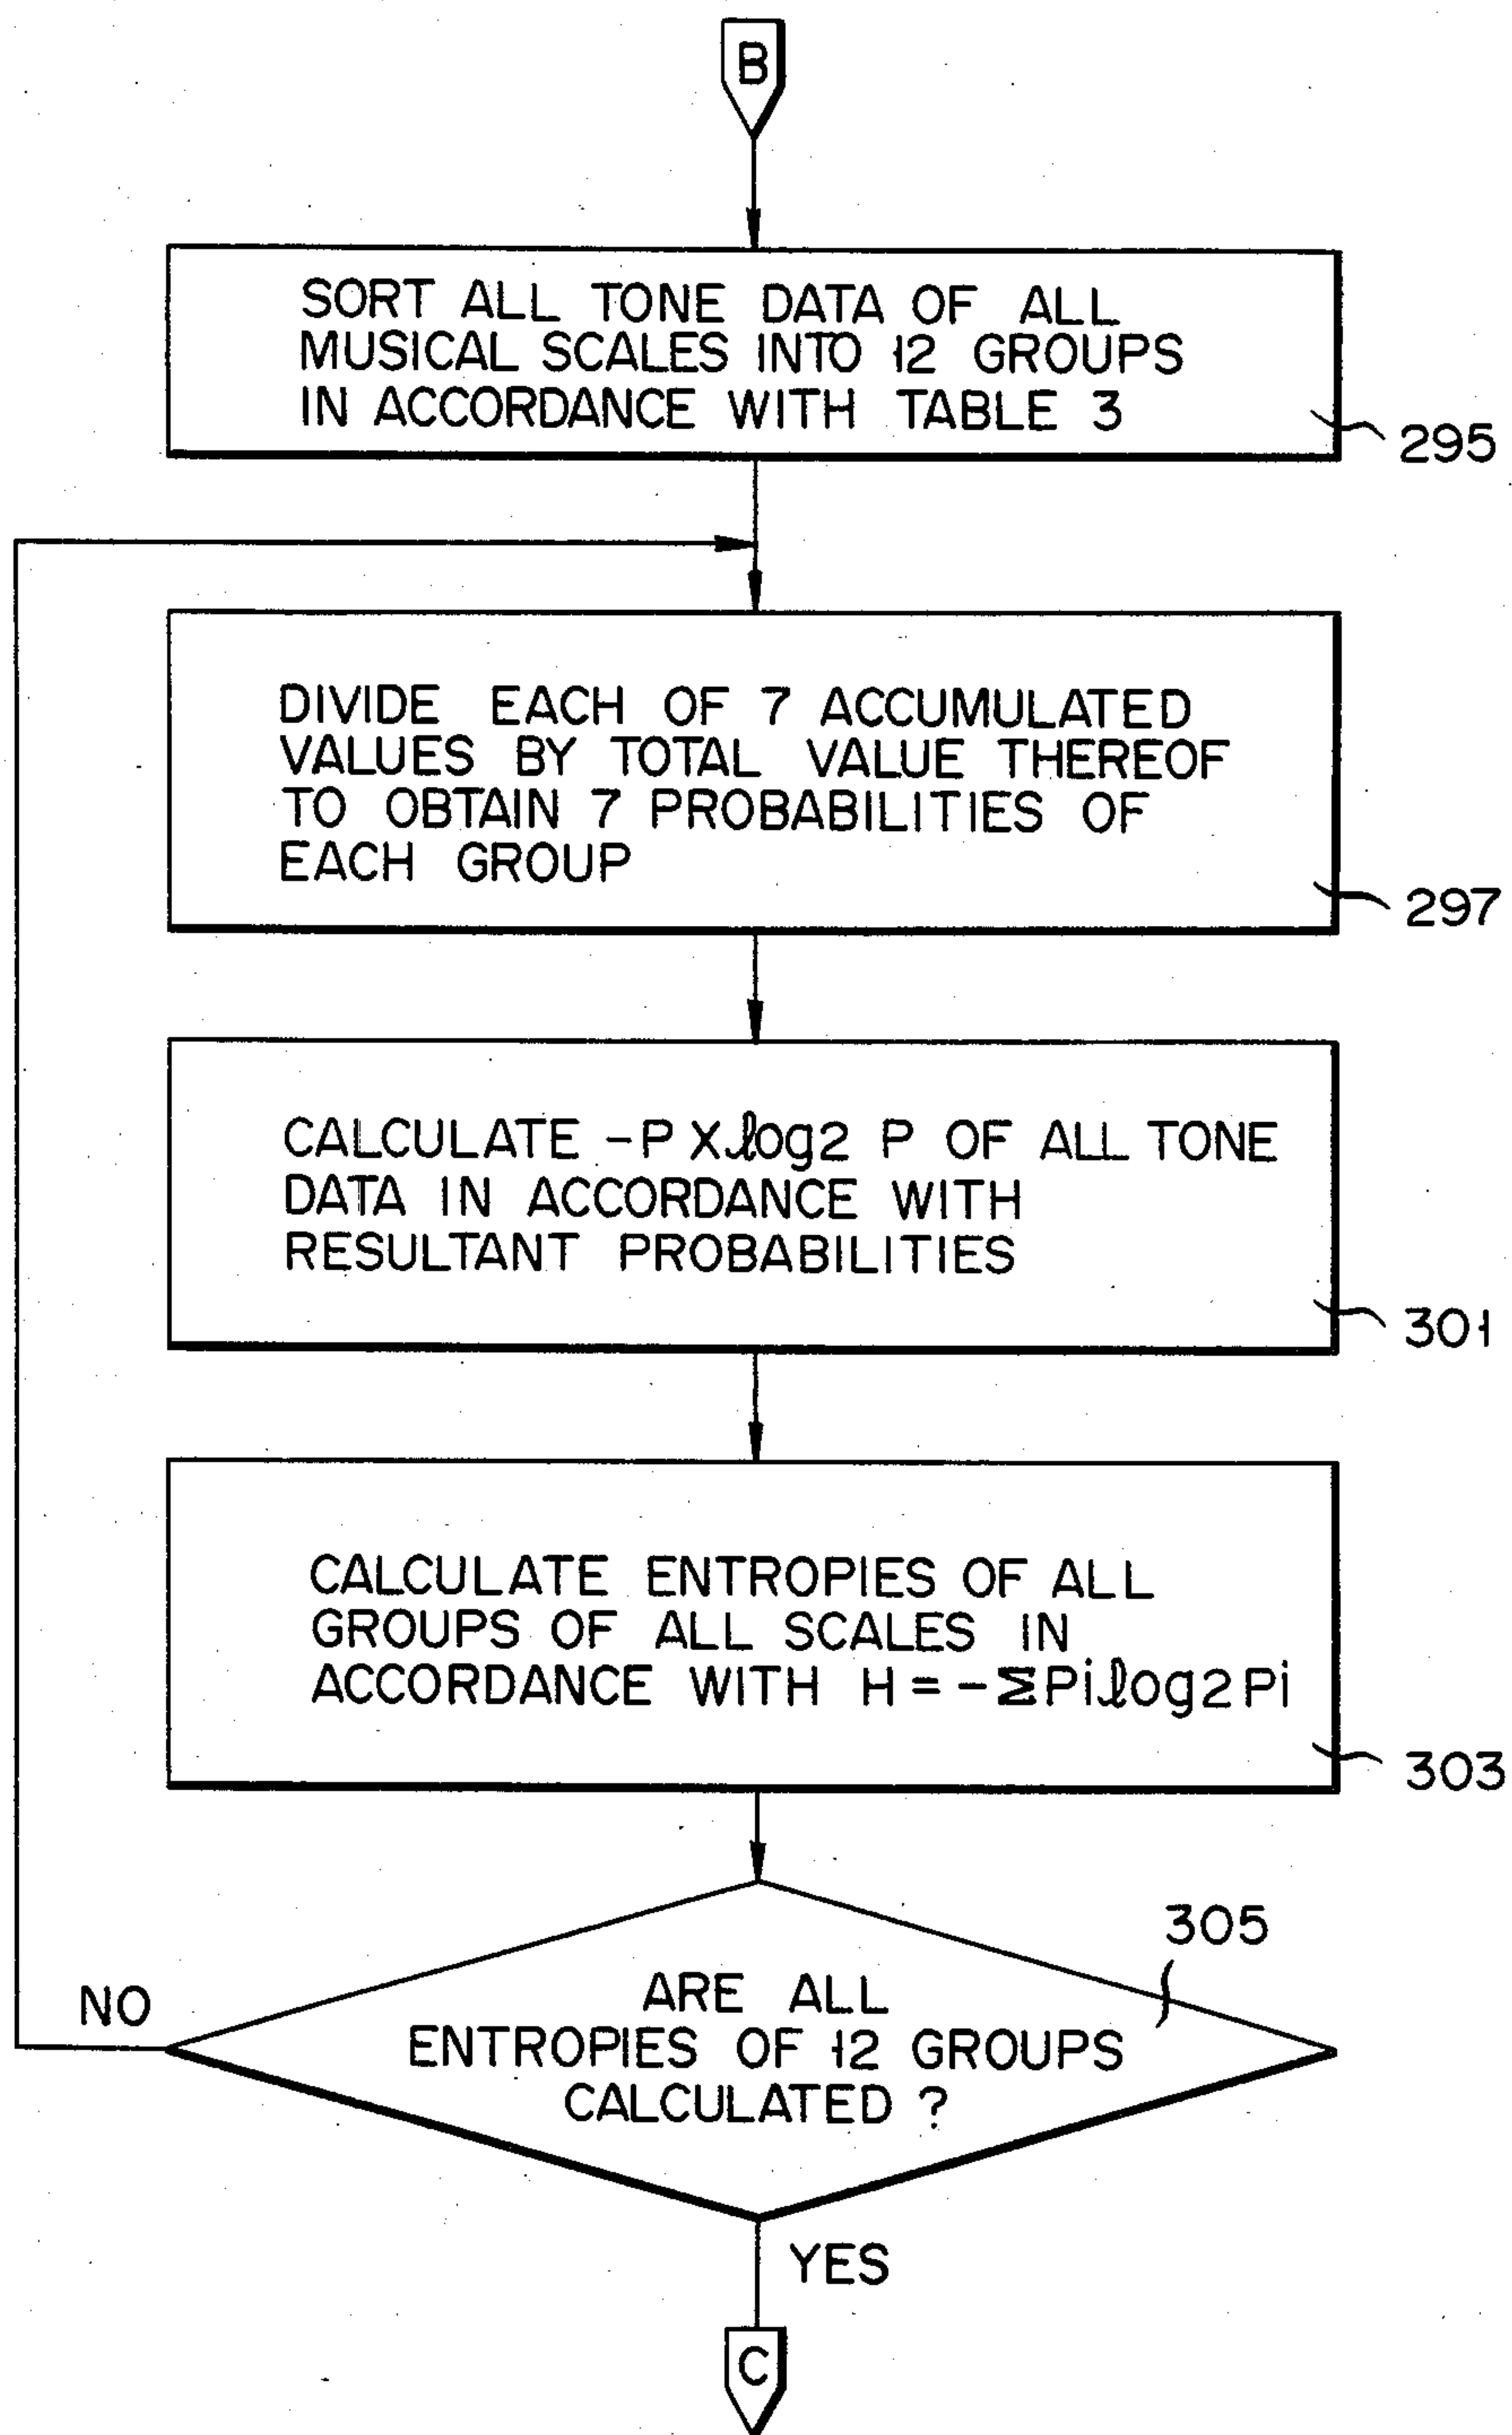 B
SORT ALL TONE DATA OF ALL
MUSICAL SCALES INTO 12 GROUPS
IN ACCORDANCE WITH TABLE 3
295
DIVIDE EACH OF 7 ACCUMULATED
VALUES BY TOTAL VALUE THEREOF
TO OBTAIN 7 PROBABILITIES OF
EACH GROUP
297
CALCULATE -P X log2 P OF ALL TONE
DATA IN ACCORDANCE WITH
RESULTANT PROBABILITIES
301
CALCULATE ENTROPIES OF ALL
GROUPS OF ALL SCALES IN
ACCORDANCE WITH H = -ΣPilog2Pi
303
305
ARE ALL
ENTROPIES OF 12 GROUPS
CALCULATED ?
NO
YES
C